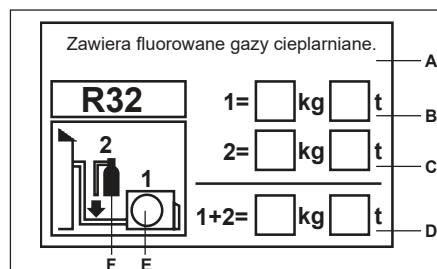 Zawiera fluorowane gazy cieplarniane.
A
R32
1= kg t
B
2
1
2= kg t
C
1+2= kg t
D
F E